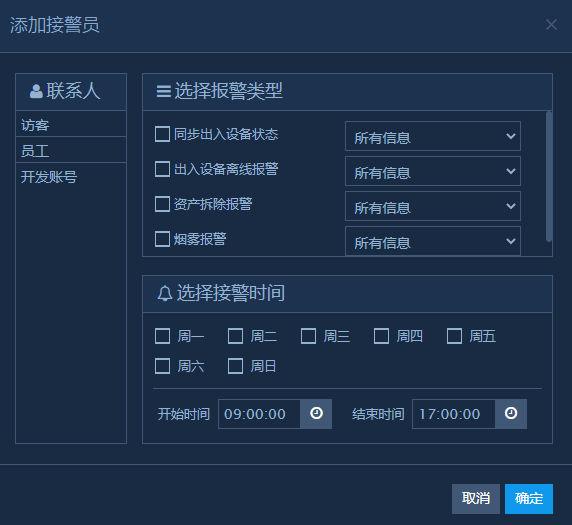 添加接警员
联系人
访客
员工
开发账号
选择报警类型
同步出入设备状态 所有信息
出入设备离线报警 所有信息
资产拆除报警 所有信息
烟雾报警 所有信息
选择接警时间
周一 周二 周三 周四 周五
周六 周日
开始时间 09:00:00 结束时间 17:00:00
取消 确定